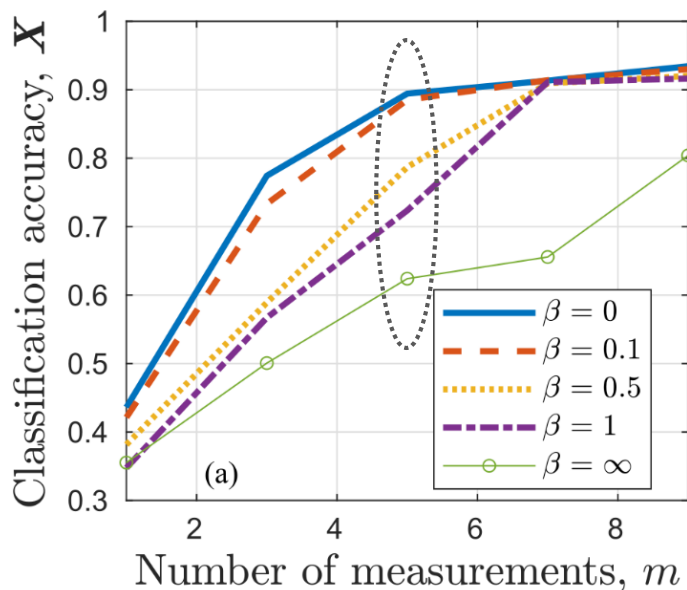 Classification accuracy, X
1
0.9
0.8
0.7
0.6
0.5
0.4
0.3
(a)
β = 0
β = 0.1
β = 0.5
β = 1
β = ∞
2 4 6 8
Number of measurements, m